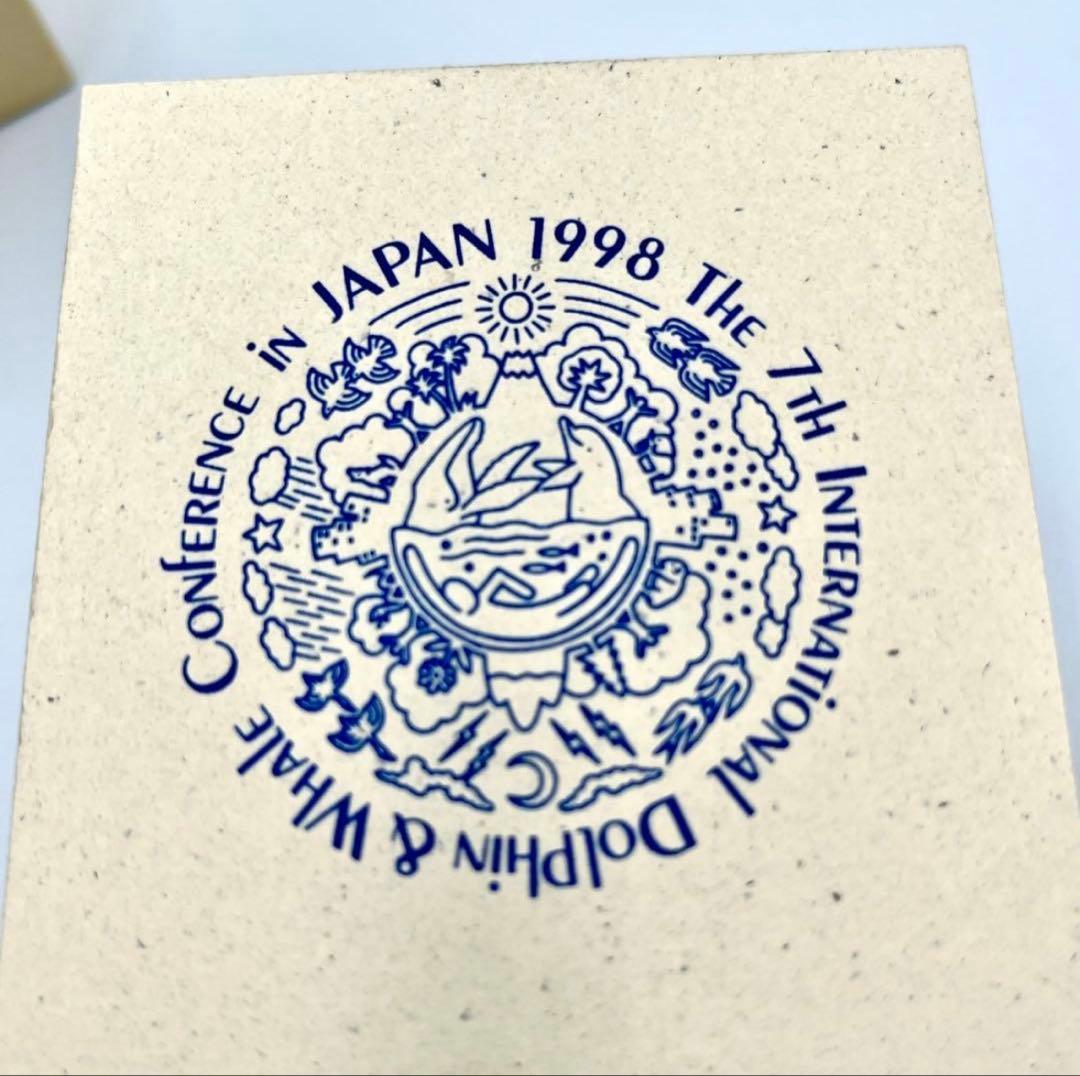 The 7th International Dolphin & Whale Conference in JAPAN 1998